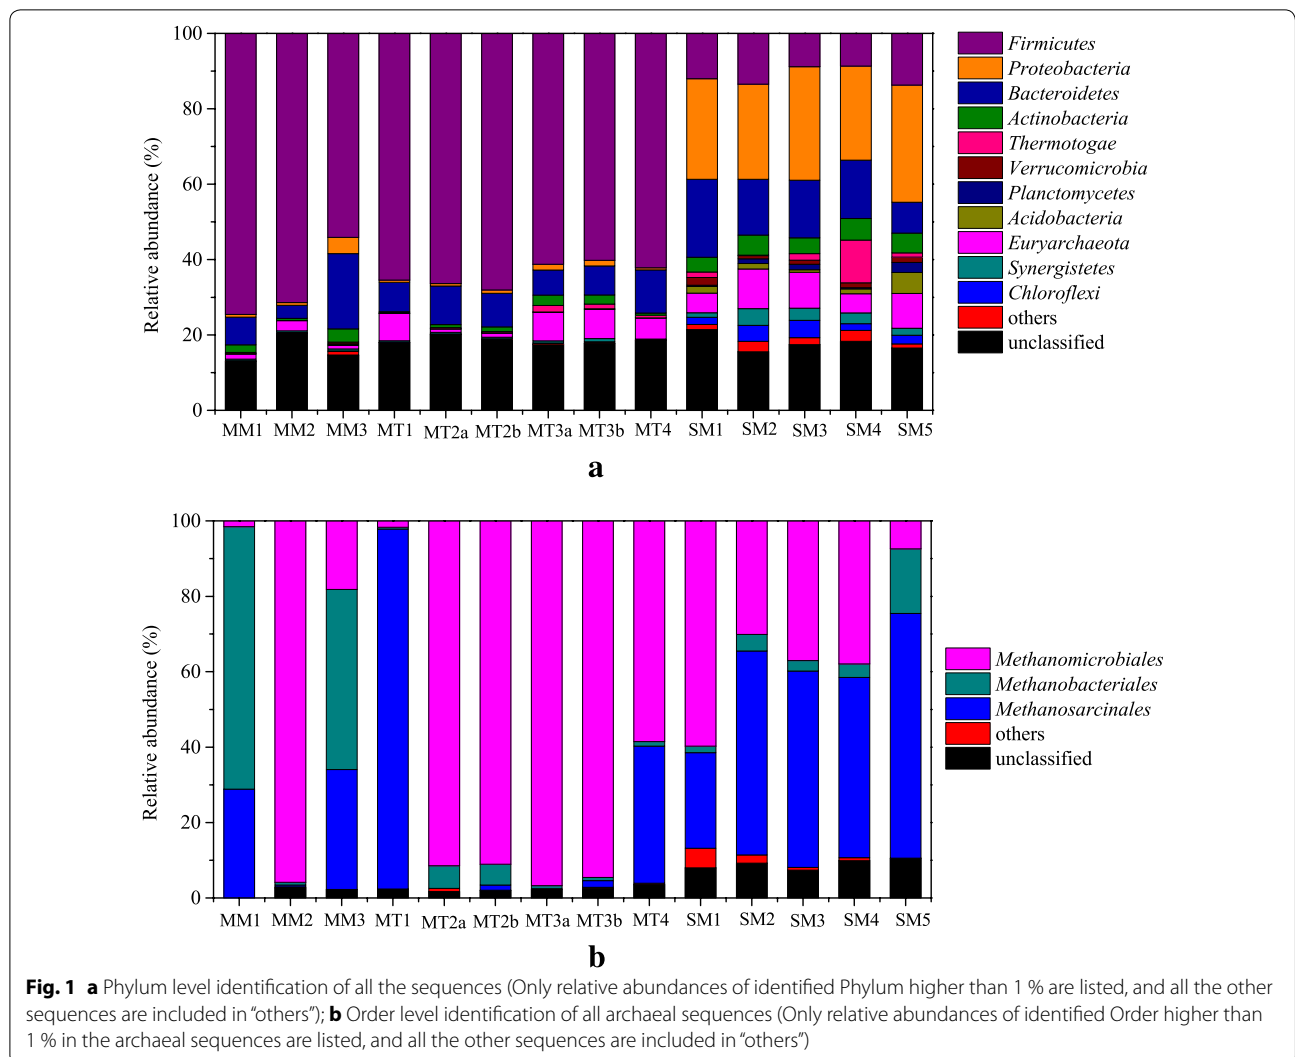 100
80
60
40
20
0
Relative abundance (%)
MM1 MM2 MM3 MT1 MT2a MT2b MT3a MT3b MT4 SM1 SM2 SM3 SM4 SM5
Firmicutes
Proteobacteria
Bacteroidetes
Actinobacteria
Thermotogae
Verrucomicrobia
Planctomycetes
Acidobacteria
Euryarchaeota
Synergistetes
Chloroflexi
others
unclassified
a
100
80
60
40
20
0
Relative abundance (%)
MM1 MM2 MM3 MT1 MT2a MT2b MT3a MT3b MT4 SM1 SM2 SM3 SM4 SM5
Methanomicrobiales
Methanobacteriales
Methanosarcinales
others
unclassified
b
Fig. 1 a Phylum level identification of all the sequences (Only relative abundances of identified Phylum higher than 1 % are listed, and all the other
sequences are included in “others”); b Order level identification of all archaeal sequences (Only relative abundances of identified Order higher than
1 % in the archaeal sequences are listed, and all the other sequences are included in “others”)